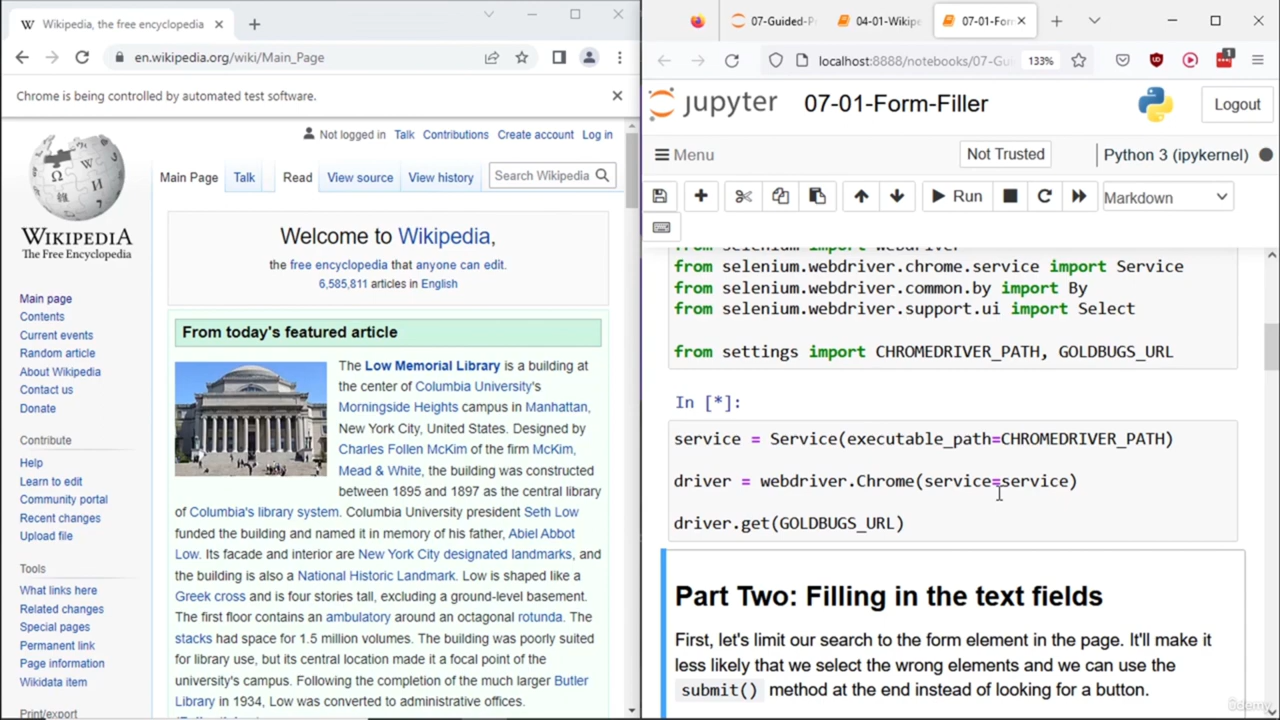 Wikipedia, the free encyclopedia
en.wikipedia.org/wiki/Main_Page
Chrome is being controlled by automated test software.
Not logged in Talk Contributions Create account Log in
Main Page Talk Read View source View history Search Wikipedia
WIKIPEDIA
The Free Encyclopedia
Main page
Contents
Current events
Random article
About Wikipedia
Contact us
Donate
Contribute
Help
Learn to edit
Community portal
Recent changes
Upload file
Tools
What links here
Related changes
Special pages
Permanent link
Page information
Wikidata item
Print/export
Welcome to Wikipedia,
the free encyclopedia that anyone can edit.
6,585,811 articles in English
From today's featured article
The Low Memorial Library is a building at
the center of Columbia University's
Morningside Heights campus in Manhattan,
New York City, United States. Designed by
Charles Follen McKim of the firm McKim,
Mead & White, the building was constructed
between 1895 and 1897 as the central library
of Columbia's library system. Columbia University president Seth Low
funded the building and named it in memory of his father, Abiel Abbot
Low. Its facade and interior are New York City designated landmarks, and
the building is also a National Historic Landmark. Low is shaped like a
Greek cross and is four stories tall, excluding a ground-level basement.
The first floor contains an ambulatory around an octagonal rotunda. The
stacks had space for 1.5 million volumes. The building was poorly suited
for library use, but its central location made it a focal point of the
university's campus. Following the completion of the much larger Butler
Library in 1934, Low was converted to administrative offices.
07-Guided-P 04-01-Wikipe 07-01-Form
localhost:8888/notebooks/07-Gui 133% 1
jupyter 07-01-Form-Filler Logout
Menu Not Trusted Python 3 (ipykernel)
Run Markdown
from selenium import webdriver
from selenium.webdriver.chrome.service import Service
from selenium.webdriver.common.by import By
from selenium.webdriver.support.ui import Select
from settings import CHROMEDRIVER_PATH, GOLDBUGS_URL
In [*]:
service = Service(executable_path=CHROMEDRIVER_PATH)
driver = webdriver.Chrome(service=service)
driver.get(GOLDBUGS_URL)
Part Two: Filling in the text fields
First, let's limit our search to the form element in the page. It'll make it
less likely that we select the wrong elements and we can use the
submit() method at the end instead of looking for a button.
Udemy